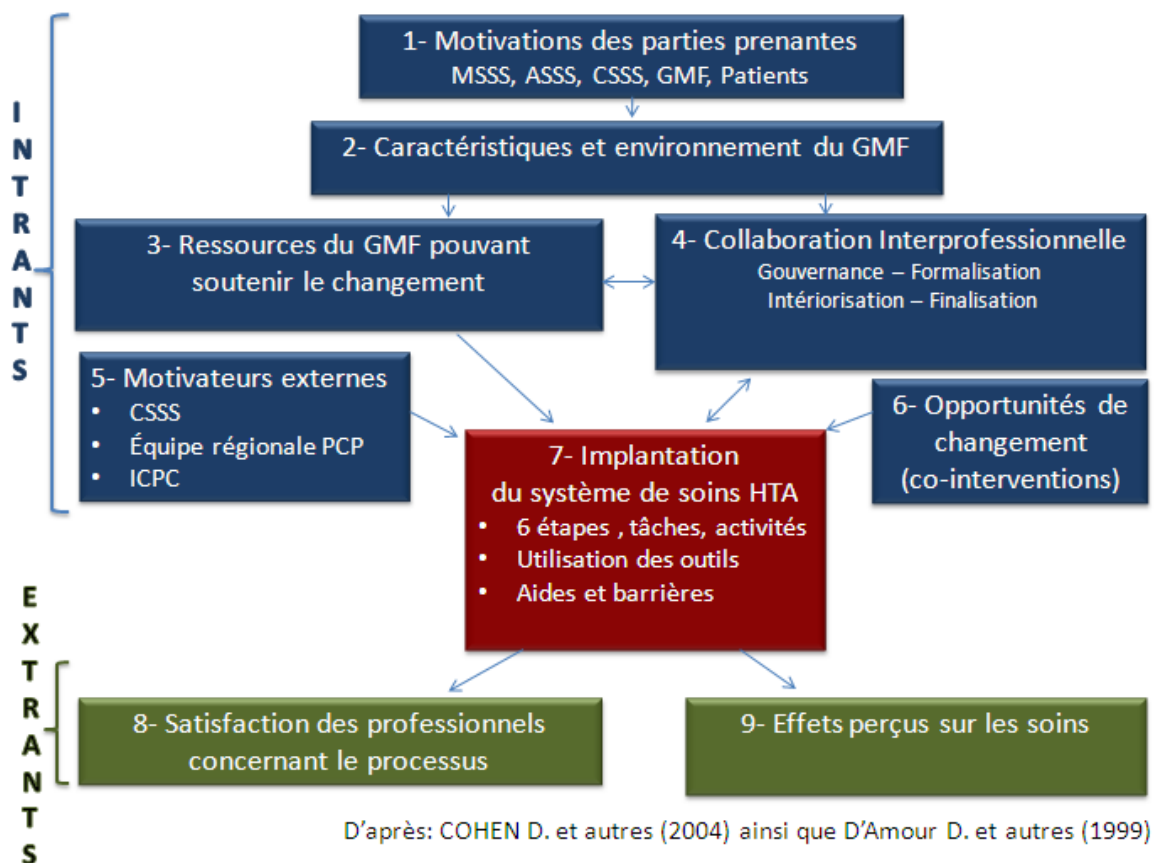 INTRANTS
1- Motivations des parties prenantes
MSSS, ASSS, CSSS, GMF, Patients
2- Caractéristiques et environnement du GMF
3- Ressources du GMF pouvant
soutenir le changement
4- Collaboration Interprofessionnelle
Gouvernance – Formalisation
Intériorisation – Finalisation
5- Motivateurs externes
• CSSS
• Équipe régionale PCP
• ICPC
6- Opportunités de
changement
(co-interventions)
7- Implantation
du système de soins HTA
• 6 étapes , tâches, activités
• Utilisation des outils
• Aides et barrières
EXTRANTS
8- Satisfaction des professionnels
concernant le processus
9- Effets perçus sur les soins
D'après: COHEN D. et autres (2004) ainsi que D'Amour D. et autres (1999)